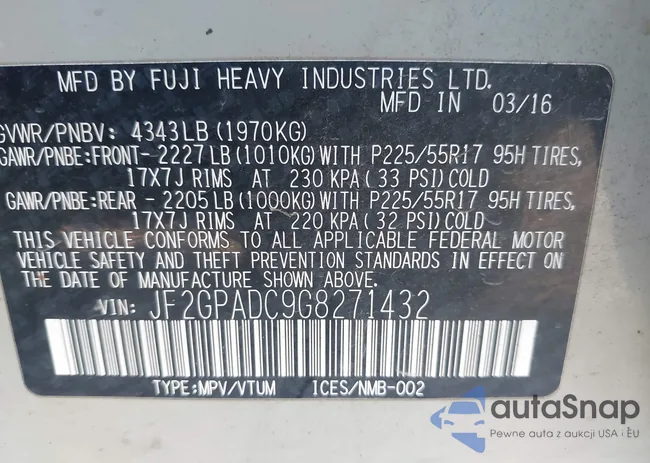 MFD BY FUJI HEAVY INDUSTRIES LTD.
MFD IN 03/16
GVWR/PNBV: 4343LB (1970KG)
GAWR/PNBE:FRONT-2227LB (1010KG) WITH P225/55R17 95H TIRES,
17X7J RIMS AT 230 KPA (33 PSI) COLD
GAWR/PNBE:REAR -2205LB (1000KG) WITH P225/55R17 95H TIRES,
17X7J RIMS AT 220 KPA (32 PSI) COLD
THIS VEHICLE CONFORMS TO ALL APPLICABLE FEDERAL MOTOR
VEHICLE SAFETY AND THEFT PREVENTION STANDARDS IN EFFECT ON
THE DATE OF MANUFACTURE SHOWN ABOVE.
VIN: JF2GPADC9G8271432
TYPE:MPV/VTUM ICES/NMB-002
autaSnap
Pewne auta z aukcji USA i EU